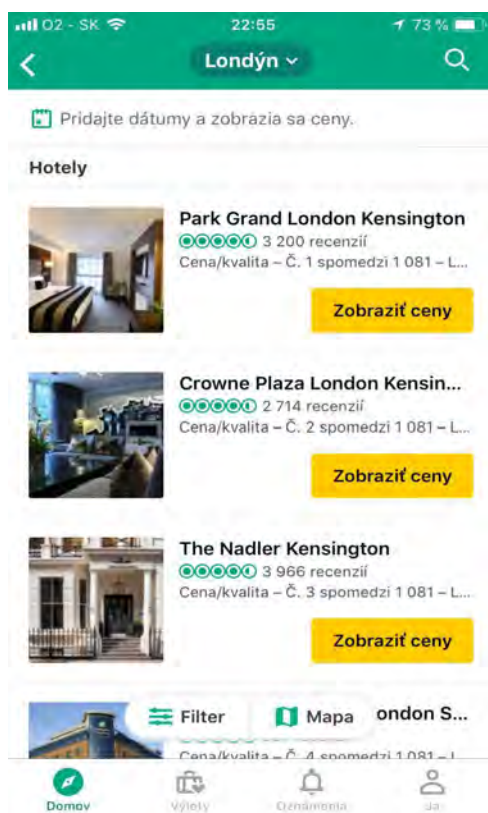 O2 - SK 22:55 73 %
Londýn
Pridajte dátumy a zobrazia sa ceny.
Hotely
Park Grand London Kensington
3 200 recenzií
Cena/kvalita – Č. 1 spomedzi 1 081 – L...
Zobraziť ceny
Crowne Plaza London Kensin...
2 714 recenzií
Cena/kvalita – Č. 2 spomedzi 1 081 – L...
Zobraziť ceny
The Nadler Kensington
3 966 recenzií
Cena/kvalita – Č. 3 spomedzi 1 081 – L...
Zobraziť ceny
ondon S...
Filter Mapa
Cena/kvalita – Č. 4 spomedzi 1 081 – L
Domov Výlety Oznámenia Ja